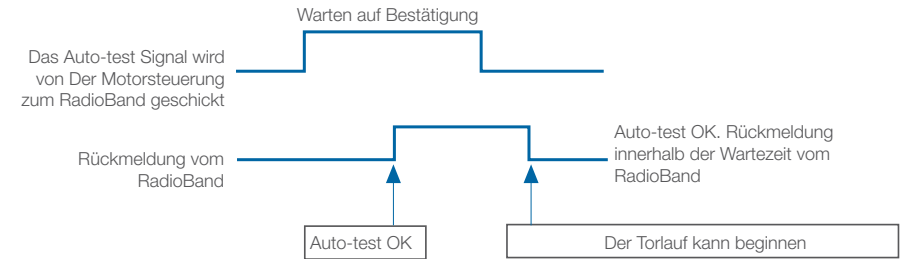 Warten auf Bestätigung
Das Auto-test Signal wird
von Der Motorsteuerung
zum RadioBand geschickt
Rückmeldung vom
RadioBand
Auto-test OK. Rückmeldung
innerhalb der Wartezeit vom
RadioBand
Auto-test OK
Der Torlauf kann beginnen